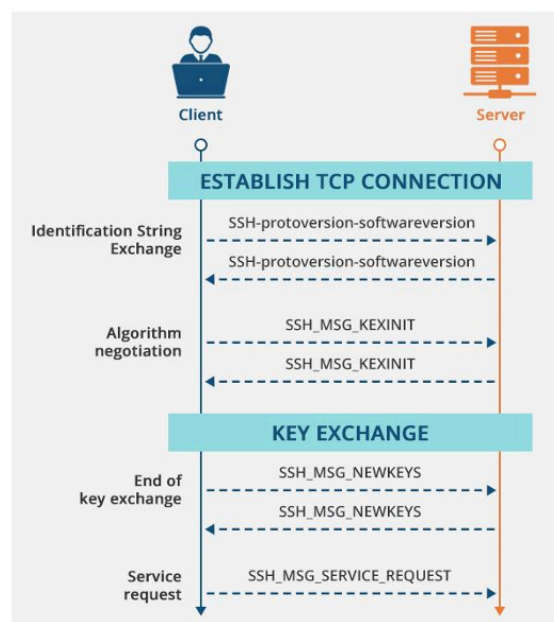 Client
Server
ESTABLISH TCP CONNECTION
Identification String
Exchange
SSH-protoversion-softwareversion
SSH-protoversion-softwareversion
Algorithm
negotiation
SSH_MSG_KEXINIT
SSH_MSG_KEXINIT
KEY EXCHANGE
End of
key exchange
SSH_MSG_NEWKEYS
SSH_MSG_NEWKEYS
Service
request
SSH_MSG_SERVICE_REQUEST